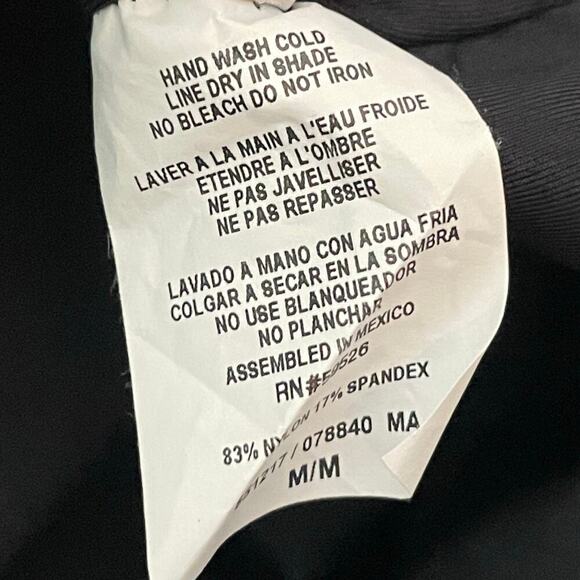 HAND WASH COLD
LINE DRY IN SHADE
NO BLEACH DO NOT IRON
LAVER A LA MAIN A L'EAU FROIDE
ETENDRE A L'OMBRE
NE PAS JAVELLISER
NE PAS REPASSER
LAVADO A MANO CON AGUA FRIA
COLGAR A SECAR EN LA SOMBRA
NO USE BLANQUEADOR
NO PLANCHAR
ASSEMBLED IN MEXICO
83% NYLON 17% SPANDEX
/ 078840 MA
M/M